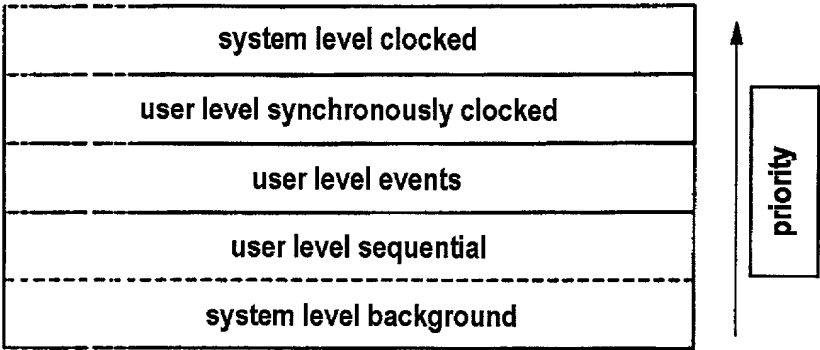 system level clocked
user level synchronously clocked
user level events
user level sequential
system level background
priority